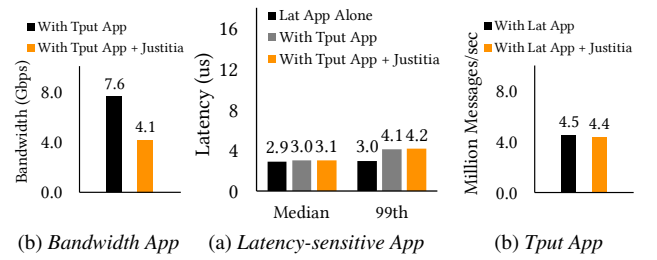 With Tput App
With Tput App + Justitia
Bandwidth (Gbps)
8.0
4.0
0.0
7.6
4.1
(b) Bandwidth App
Lat App Alone
With Tput App
With Tput App + Justitia
Latency (us)
16
12
8
4
0
2.9 3.0 3.1
3.0 4.1 4.2
Median 99th
(a) Latency-sensitive App
With Lat App
With Lat App + Justitia
Million Messages/sec
8.0
4.0
0.0
4.5 4.4
(b) Tput App